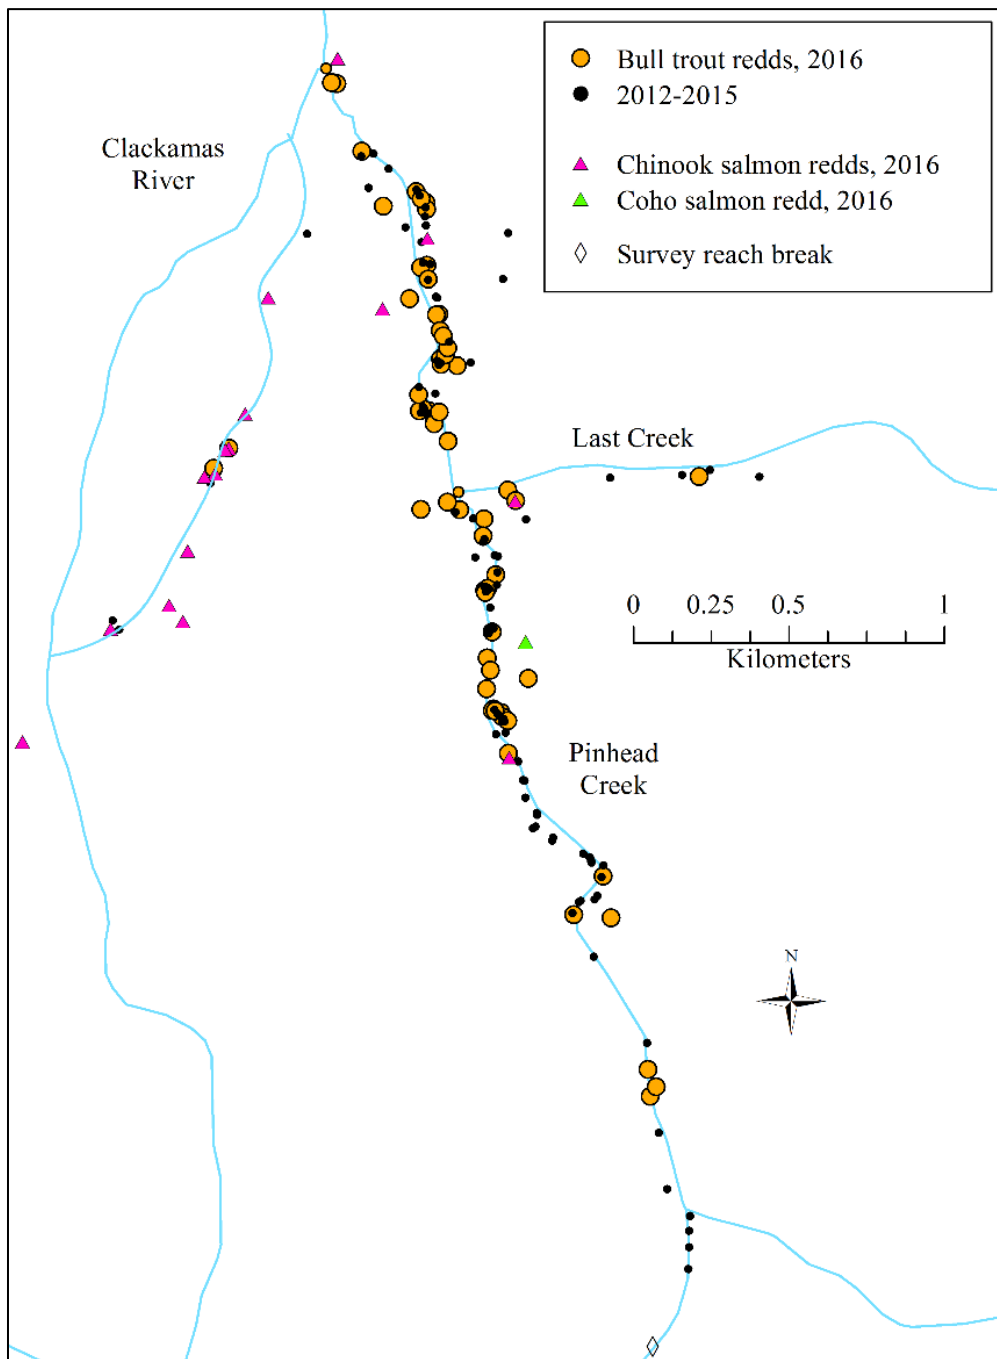 Bull trout redds, 2016
2012-2015
Chinook salmon redds, 2016
Coho salmon redd, 2016
Survey reach break
Clackamas
River
Last Creek
0 0.25 0.5 1
Kilometers
Pinhead
Creek
N